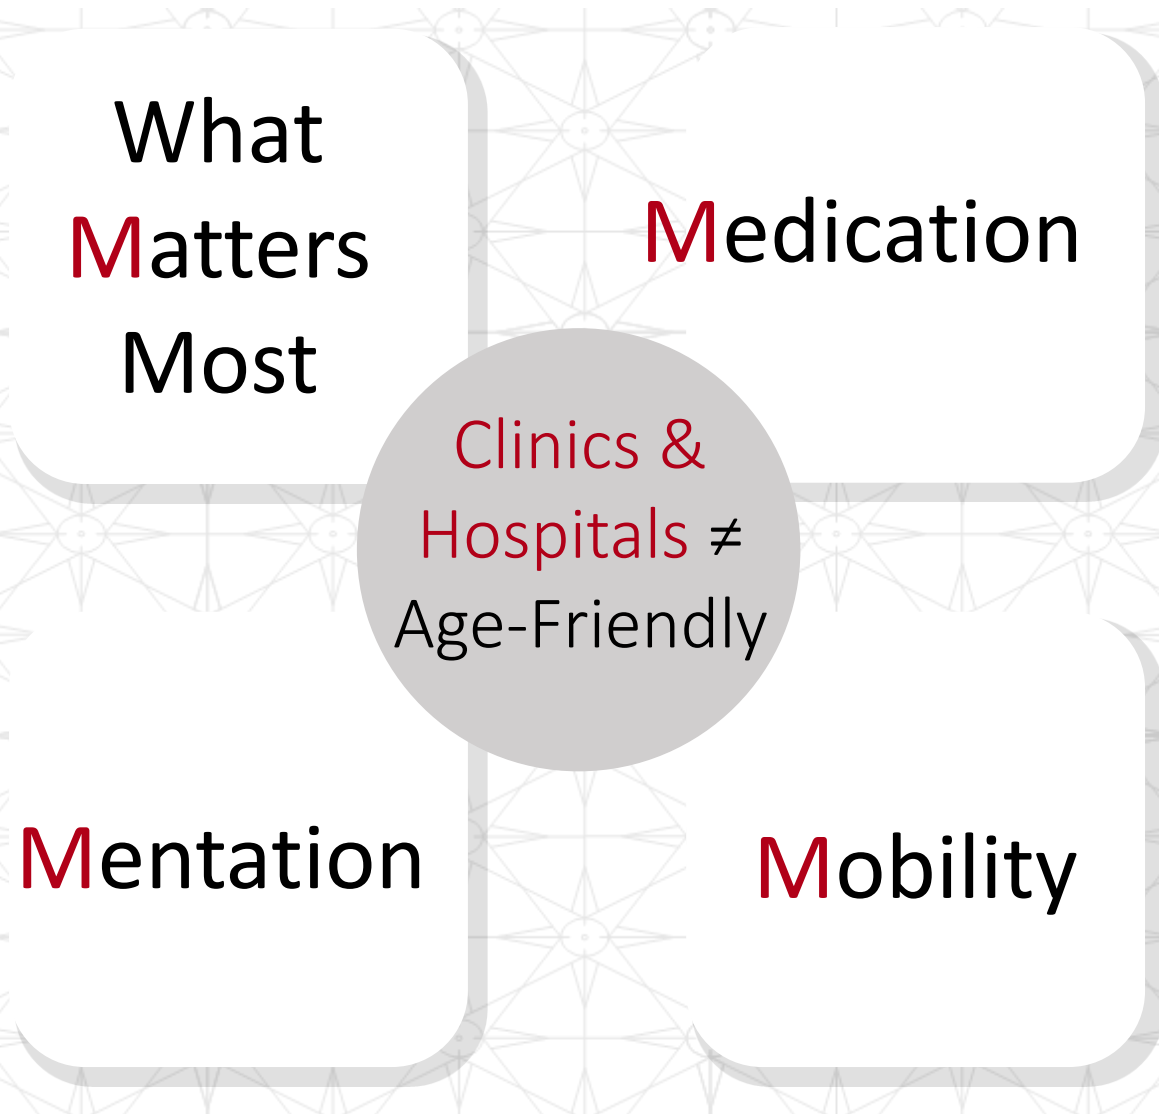 What
Matters
Most
Medication
Clinics &
Hospitals ≠
Age-Friendly
Mentation
Mobility